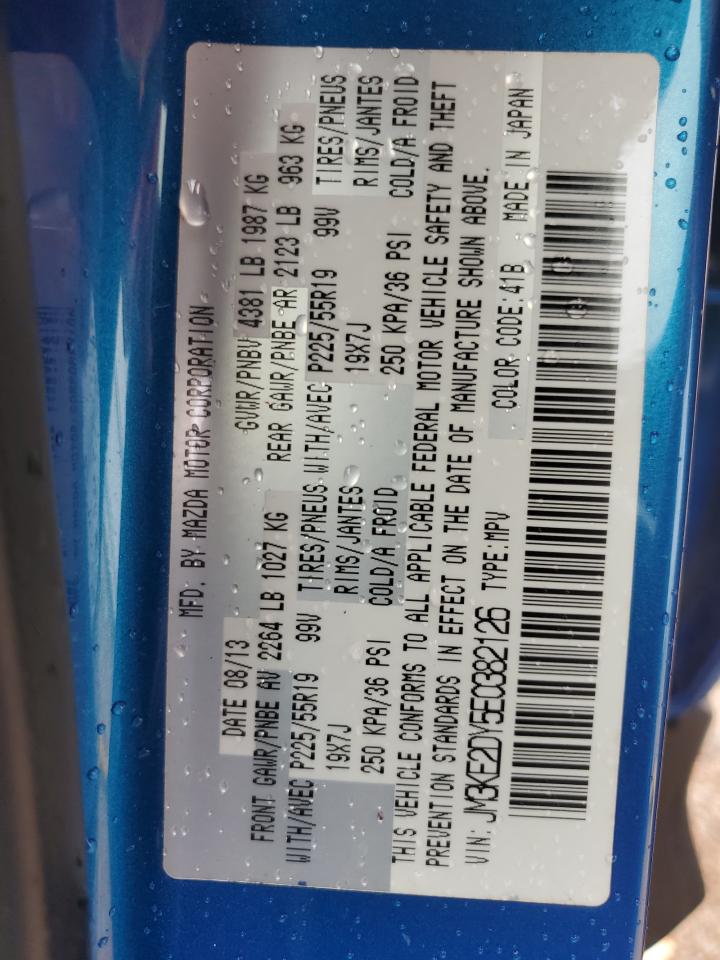 MFD. BY MAZDA MOTOR CORPORATION
DATE 08/13 GVWR/PNBV 4381 LB 1987 KG
FRONT GAWR/PNBE AV 2264 LB 1027 KG REAR GAWR/PNBE AR 2123 LB 963 KG
WITH/AVEC P225/55R19 99V TIRES/PNEUS WITH/AVEC P225/55R19 99V TIRES/PNEUS
19X7J RIMS/JANTES 19X7J RIMS/JANTES
250 KPA/36 PSI COLD/A FROID 250 KPA/36 PSI COLD/A FROID
THIS VEHICLE CONFORMS TO ALL APPLICABLE FEDERAL MOTOR VEHICLE SAFETY AND THEFT
PREVENTION STANDARDS IN EFFECT ON THE DATE OF MANUFACTURE SHOWN ABOVE.
VIN: JM3KE2DY5E0382126 TYPE:MPV COLOR CODE:41B MADE IN JAPAN